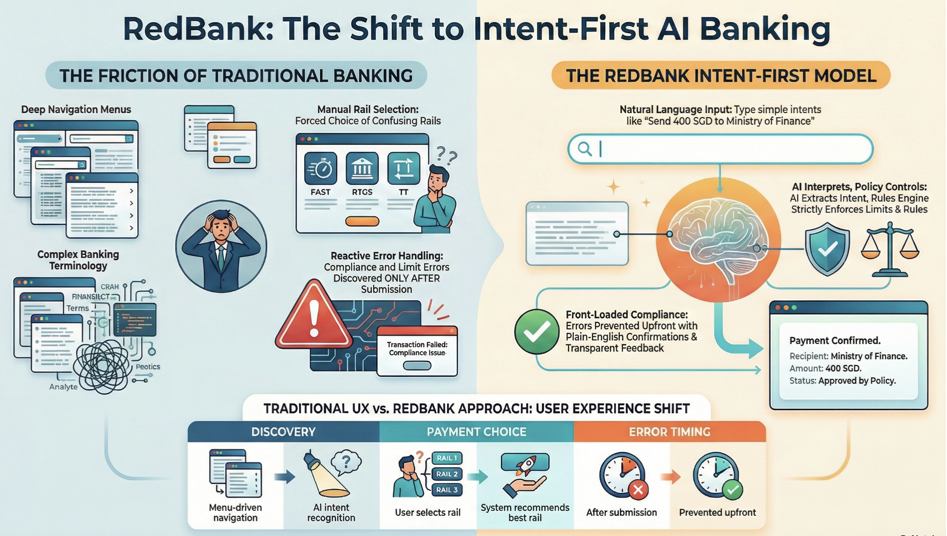 RedBank: The Shift to Intent-First AI Banking
THE FRICTION OF TRADITIONAL BANKING
Deep Navigation Menus
Manual Rail Selection:
Forced Choice of Confusing Rails
FAST
RTGS
TT
??
Complex Banking
Terminology
CRAH
FINANSIECT
Terms
Peotics
Analyte
Reactive Error Handling:
Compliance and Limit Errors
Discovered ONLY AFTER
Submission
!
Transaction Failed:
Compliance Issue
THE REDBANK INTENT-FIRST MODEL
Natural Language Input: Type simple intents
like “Send 400 SGD to Ministry of Finance”
AI Interprets, Policy Controls:
AI Extracts Intent, Rules Engine
Strictly Enforces Limits & Rules
Front-Loaded Compliance:
Errors Prevented Upfront with
Plain-English Confirmations &
Transparent Feedback
Payment Confirmed.
Recipient: Ministry of Finance.
Amount: 400 SGD.
Status: Approved by Policy.
TRADITIONAL UX vs. REDBANK APPROACH: USER EXPERIENCE SHIFT
DISCOVERY
Menu-driven
navigation
?
AI intent
recognition
PAYMENT CHOICE
?
RAIL 1
RAIL 2
RAIL 3
User selects rail
System recommends
best rail
ERROR TIMING
After submission
Prevented upfront